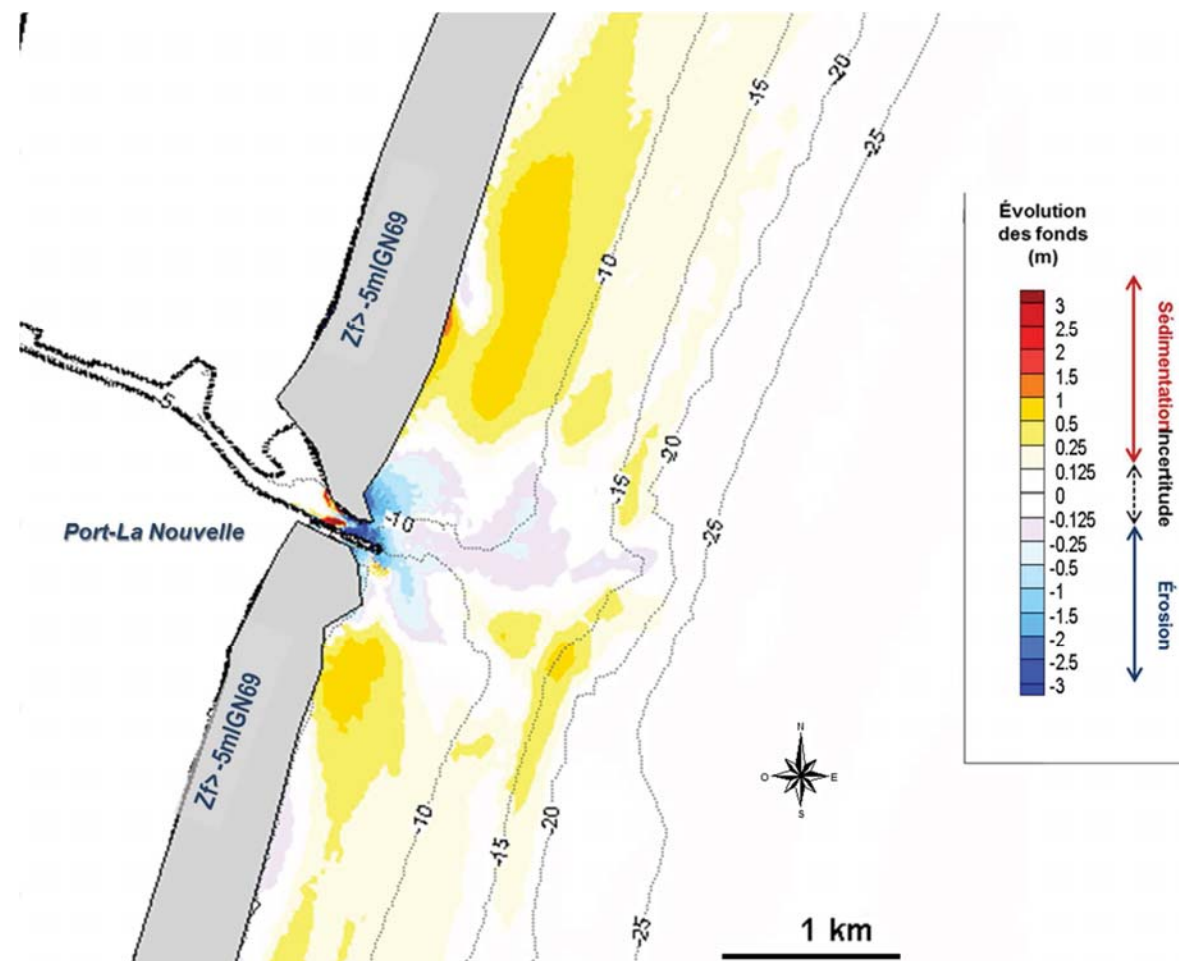 -20
-15
-25
Zf> -5mIGN69
-10
Évolution
des fonds
(m)
3
2.5
2
1.5
1
0.5
0.25
0.125
0
-0.125
-0.25
-0.5
-1
-1.5
-2
-2.5
-3
Sédimentation
Incertitude
Érosion
5
-20
-15
-10
-25
Port-La Nouvelle
Zf> -5mIGN69
N
O
E
S
-10
-20
-15
-25
1 km